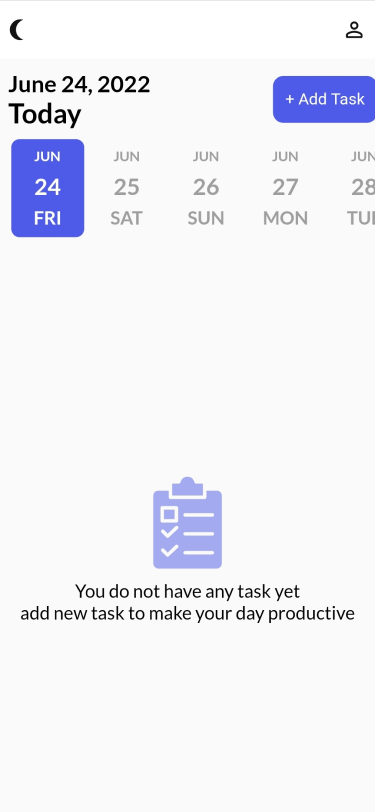 June 24, 2022
Today
+ Add Task
JUN JUN JUN JUN JUN
24 25 26 27 28
FRI SAT SUN MON TU
You do not have any task yet
add new task to make your day productive